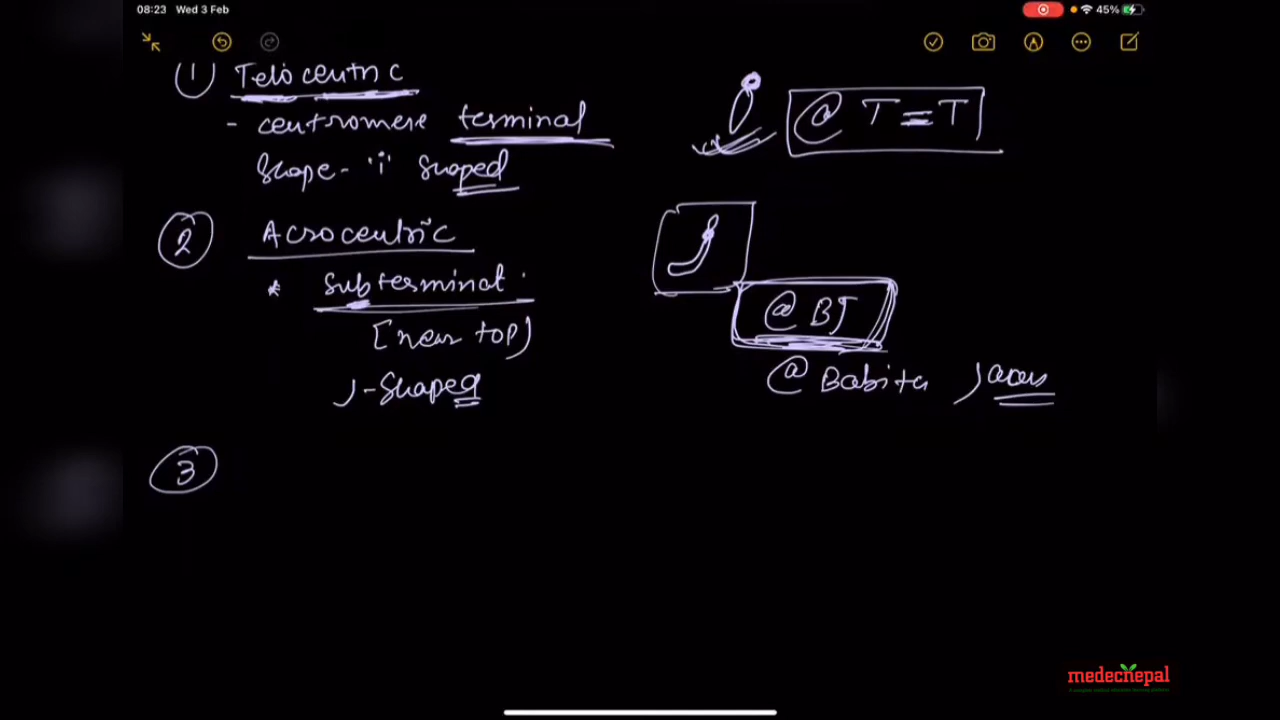 08:23 Wed 3 Feb
45%
① Telocentric
- centromere terminal
Shape - 'i' Shaped
@ T = T
② Acrocentric
* Subterminal
[near top)
J-Shaped
@ BJ
@ Babita
③
medecnepal